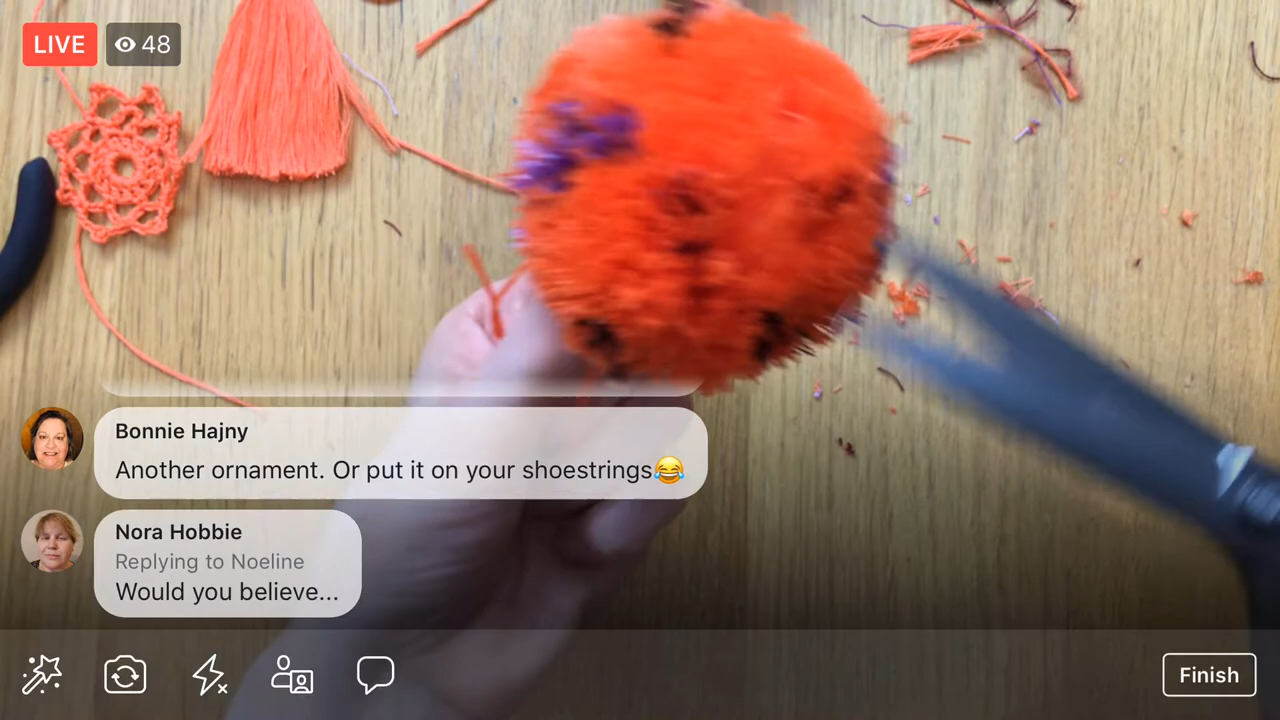 LIVE 48
Bonnie Hajny
Another ornament. Or put it on your shoestrings😂
Nora Hobbie
Replying to Noeline
Would you believe...
Finish